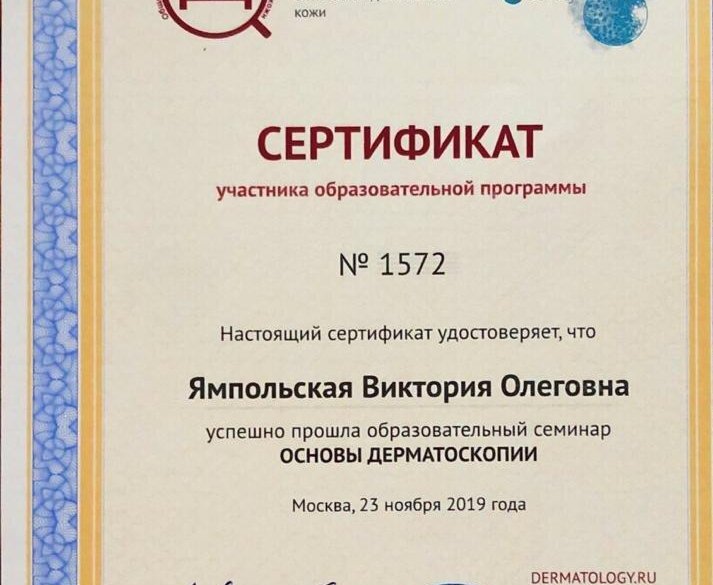 кожи
СЕРТИФИКАТ
участника образовательной программы
№ 1572
Настоящий сертификат удостоверяет, что
Ямпольская Виктория Олеговна
успешно прошла образовательный семинар
ОСНОВЫ ДЕРМАТОСКОПИИ
Москва, 23 ноября 2019 года
DERMATOLOGY.RU